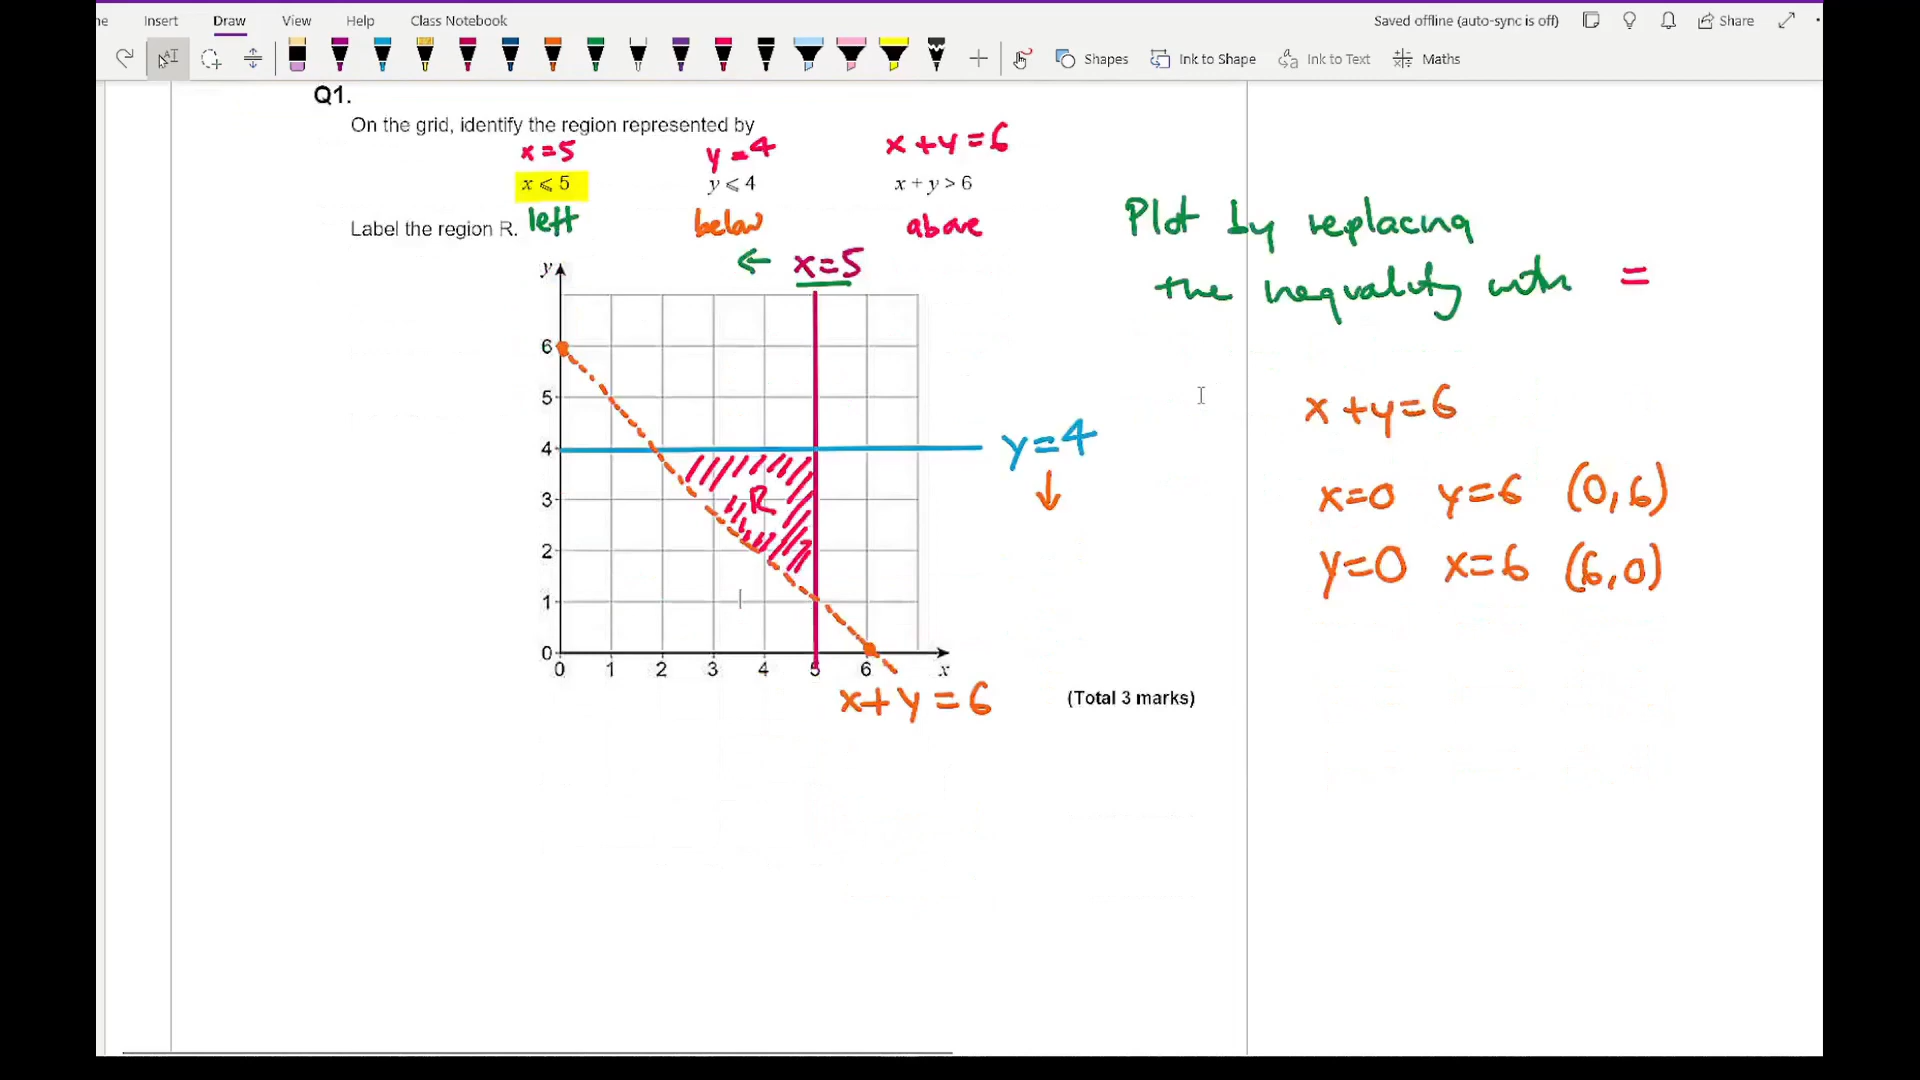 ne Insert Draw View Help Class Notebook Saved offline (auto-sync is off) Share
Shapes Ink to Shape Ink to Text Maths
Q1.
On the grid, identify the region represented by
x=5 y=4 x+y=6
x ⩽ 5 y ⩽ 4 x + y > 6
Label the region R. left below above
Plot by replacing
the inequality with =
← x=5
y
6
5
4
3
2
1
0
0 1 2 3 4 5 6 x
R
y=4
↓
x+y=6
(Total 3 marks)
x+y=6
x=0 y=6 (0,6)
y=0 x=6 (6,0)